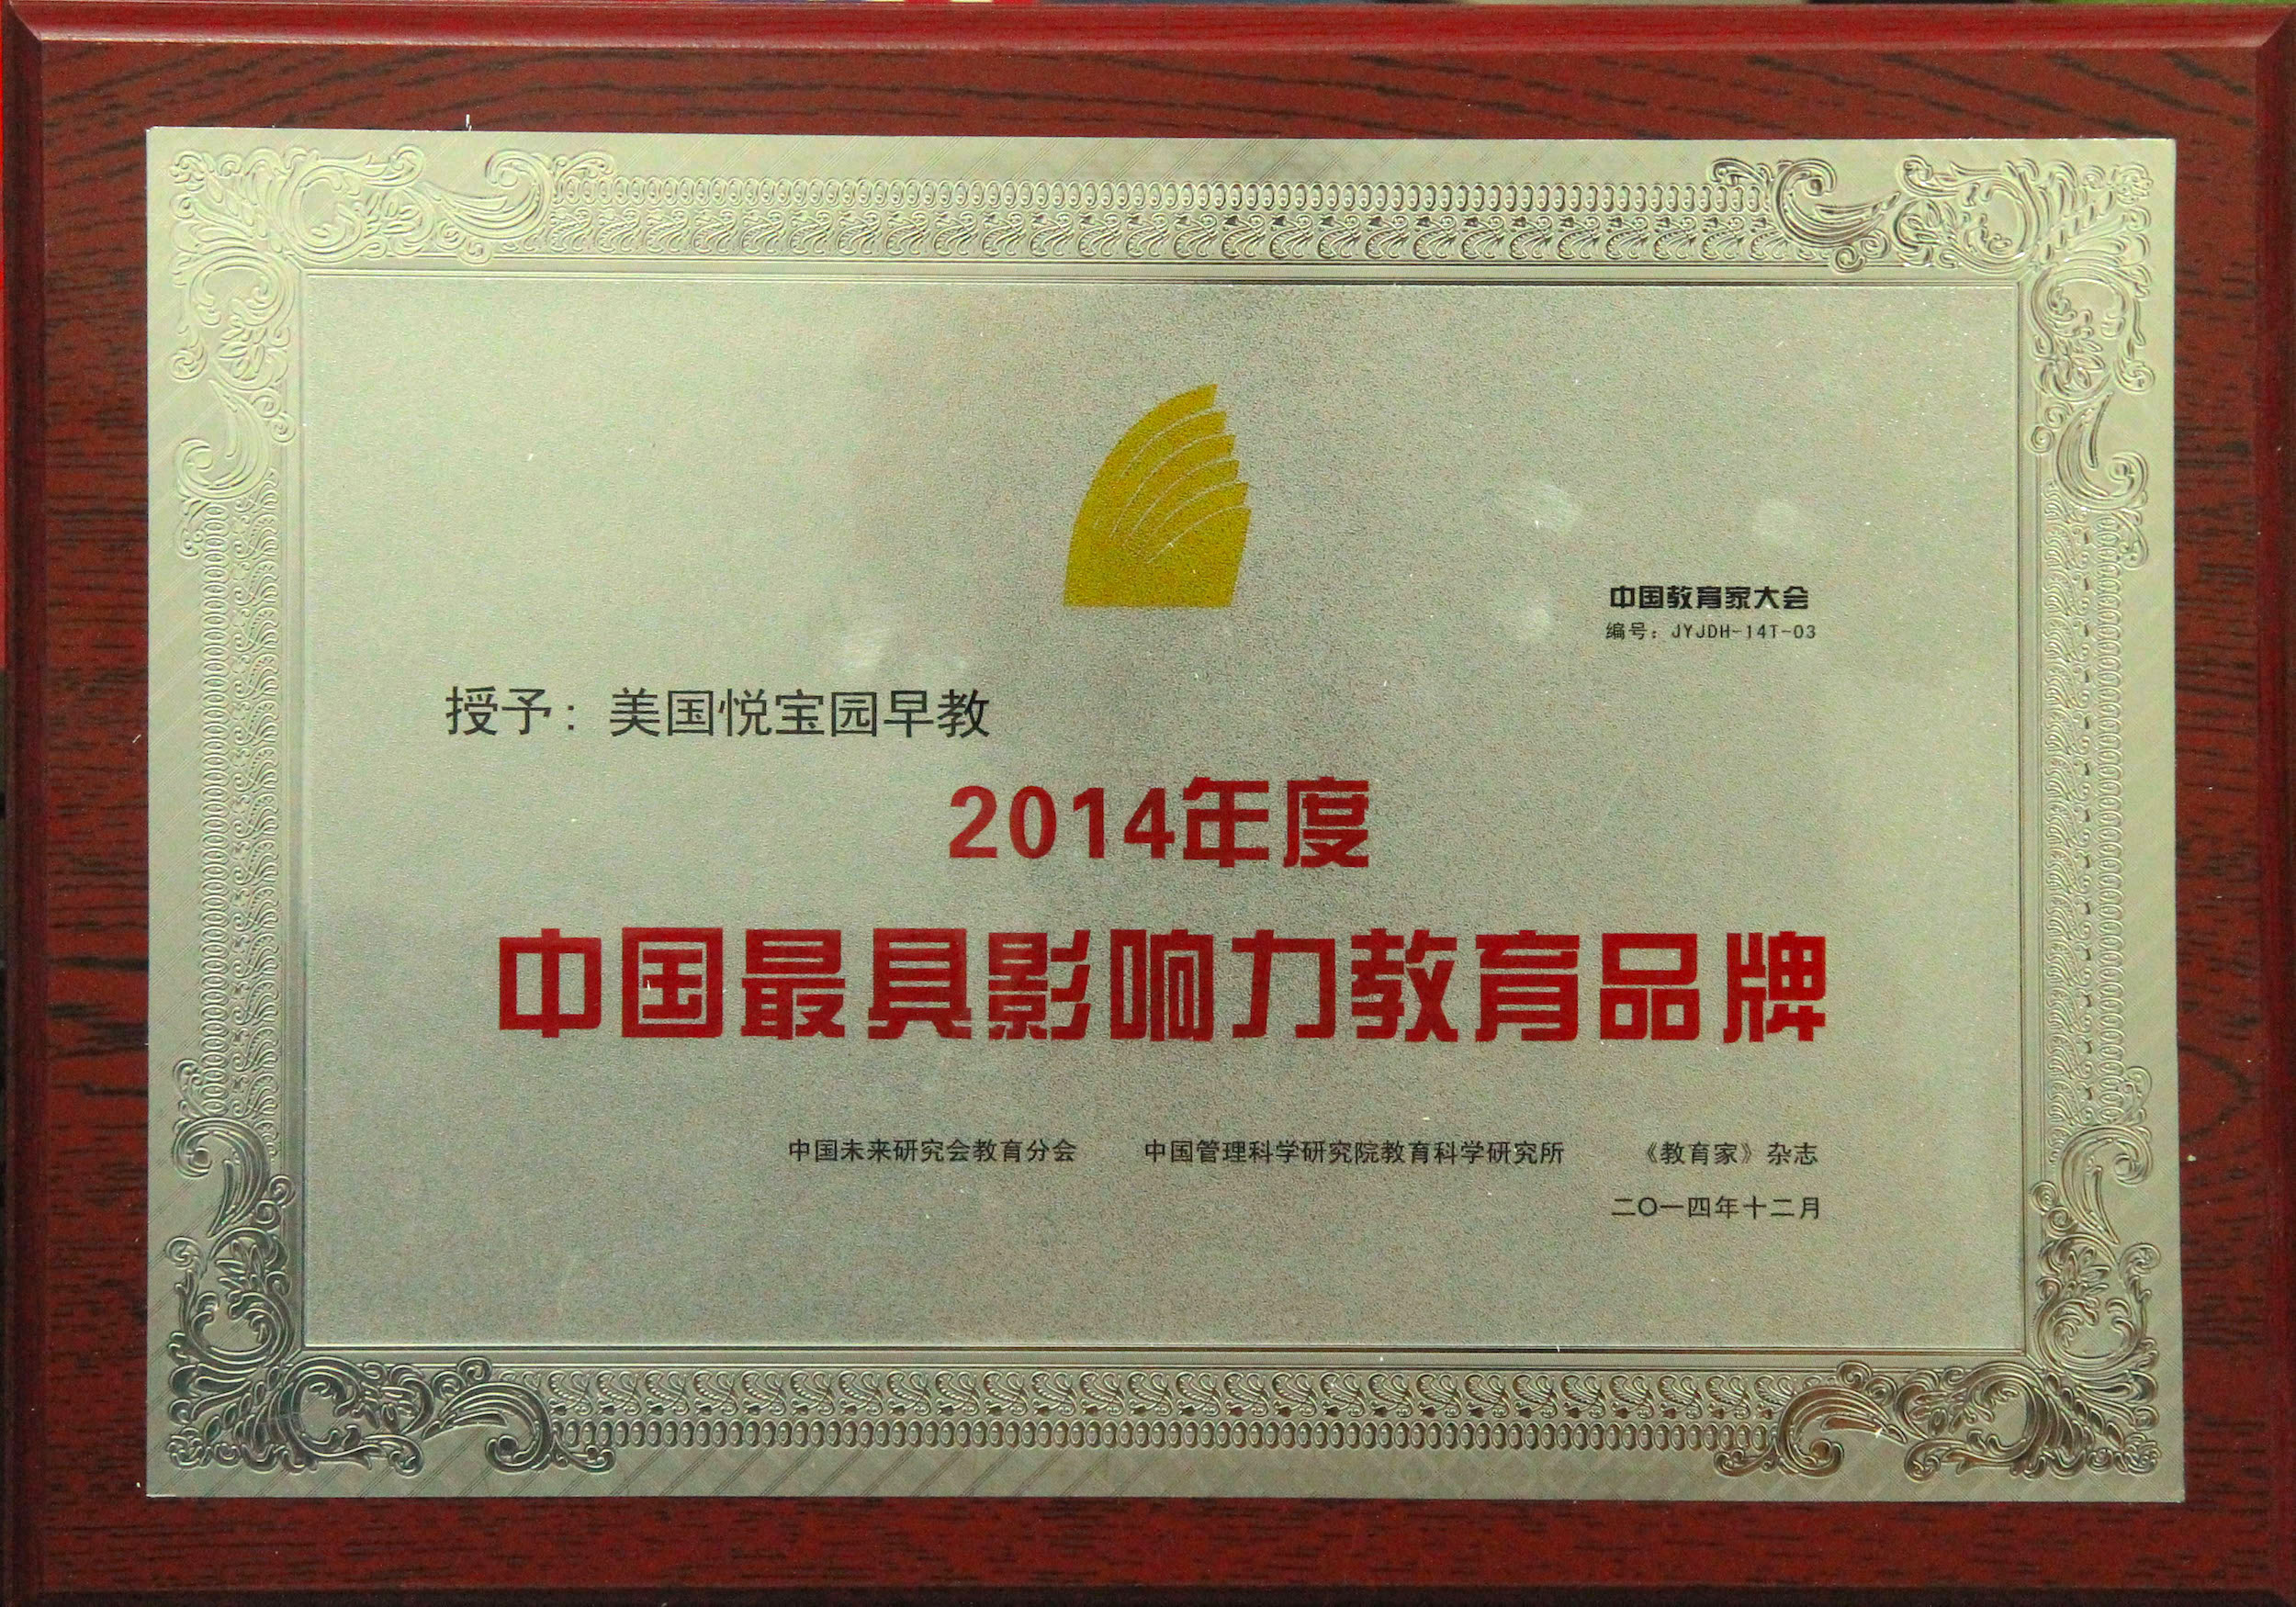 中国教育家大会
编号：JYJDH-14T-03
授予：美国悦宝园早教
2014年度
中国最具影响力教育品牌
中国未来研究会教育分会 中国管理科学研究院教育科学研究所 《教育家》杂志
二〇一四年十二月